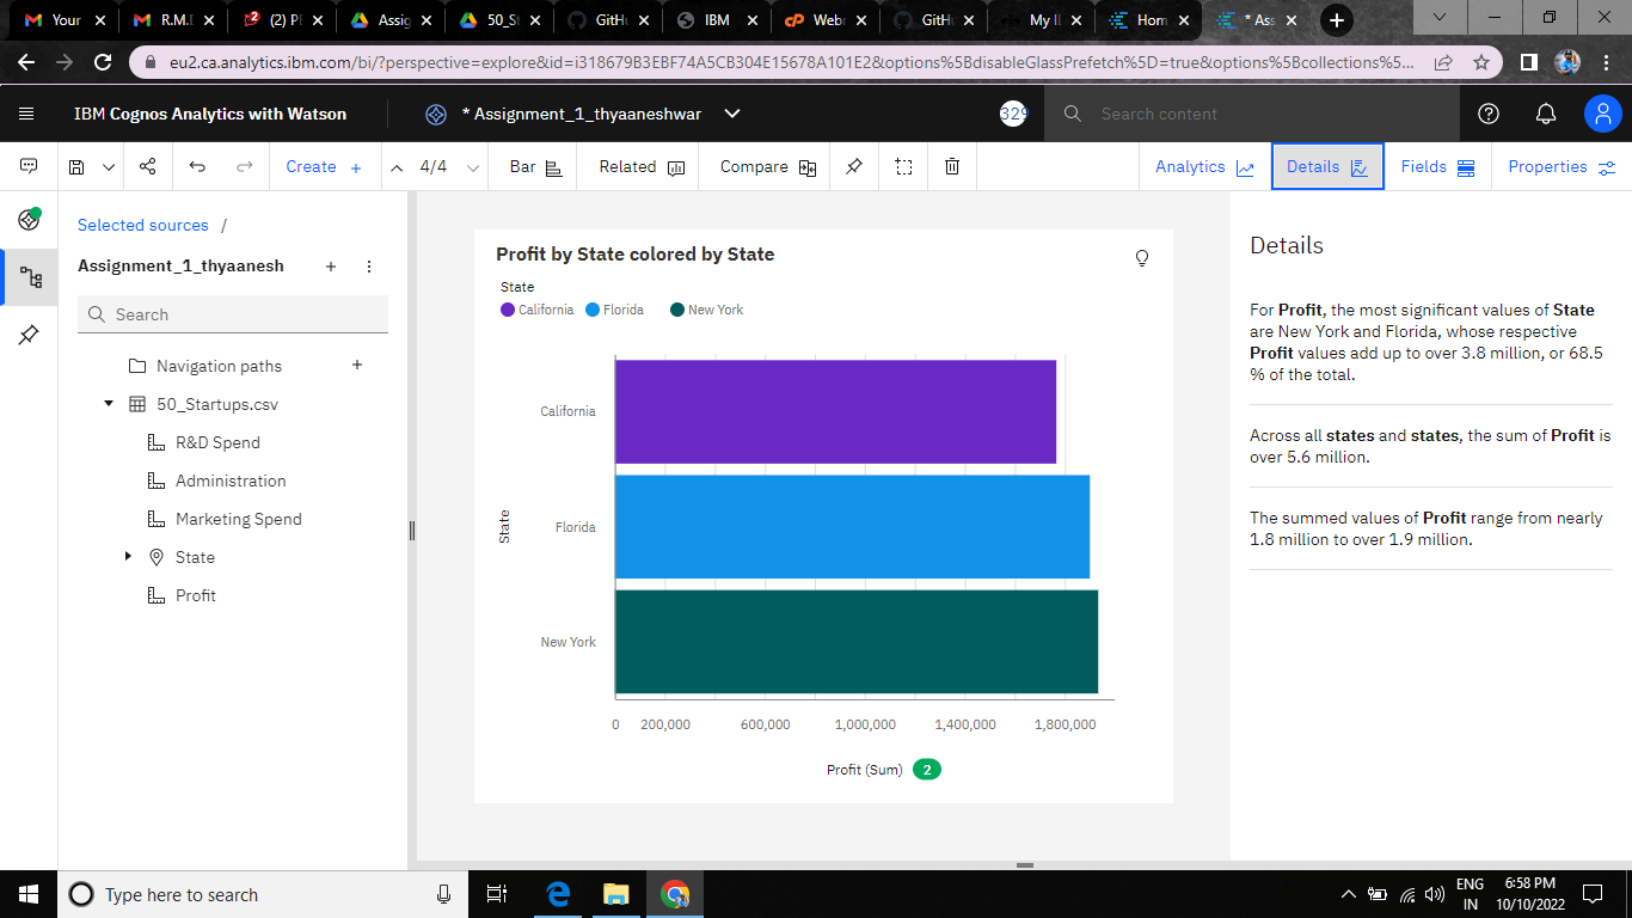 Your
R.M.I
(2) Pl
Assig
50_St
GitHu
IBM
Webr
GitHu
My I
Hom
* Ass
eu2.ca.analytics.ibm.com/bi/?perspective=explore&id=i318679B3EBF74A5CB304E15678A101E2&options%5BdisableGlassPrefetch%5D=true&options%5Bcollections%5...
IBM Cognos Analytics with Watson
* Assignment_1_thyaaneshwar
329
Search content
Create +
4/4
Bar
Related
Compare
Analytics
Details
Fields
Properties
Selected sources /
Assignment_1_thyaanesh
Search
Navigation paths
50_Startups.csv
R&D Spend
Administration
Marketing Spend
State
Profit
Profit by State colored by State
State
California Florida New York
California
Florida
New York
State
0 200,000 600,000 1,000,000 1,400,000 1,800,000
Profit (Sum) 2
Details
For Profit, the most significant values of State
are New York and Florida, whose respective
Profit values add up to over 3.8 million, or 68.5
% of the total.
Across all states and states, the sum of Profit is
over 5.6 million.
The summed values of Profit range from nearly
1.8 million to over 1.9 million.
Type here to search
ENG
IN
6:58 PM
10/10/2022